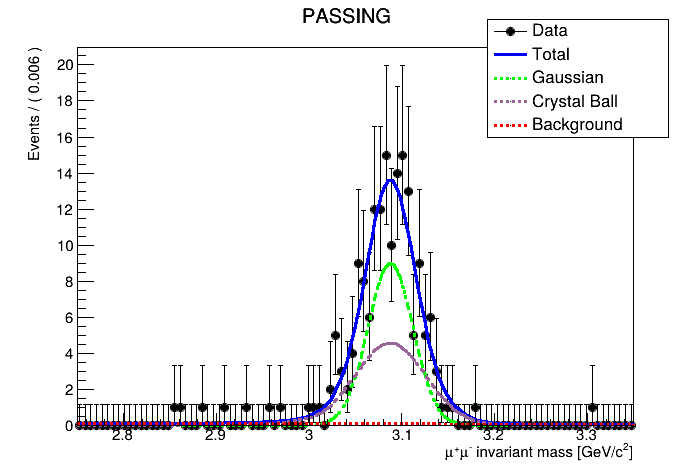 PASSING
Data
Total
Gaussian
Crystal Ball
Background
Events / ( 0.006 )
20
18
16
14
12
10
8
6
4
2
0
2.8 2.9 3 3.1 3.2 3.3
μ⁺μ⁻ invariant mass [GeV/c²]